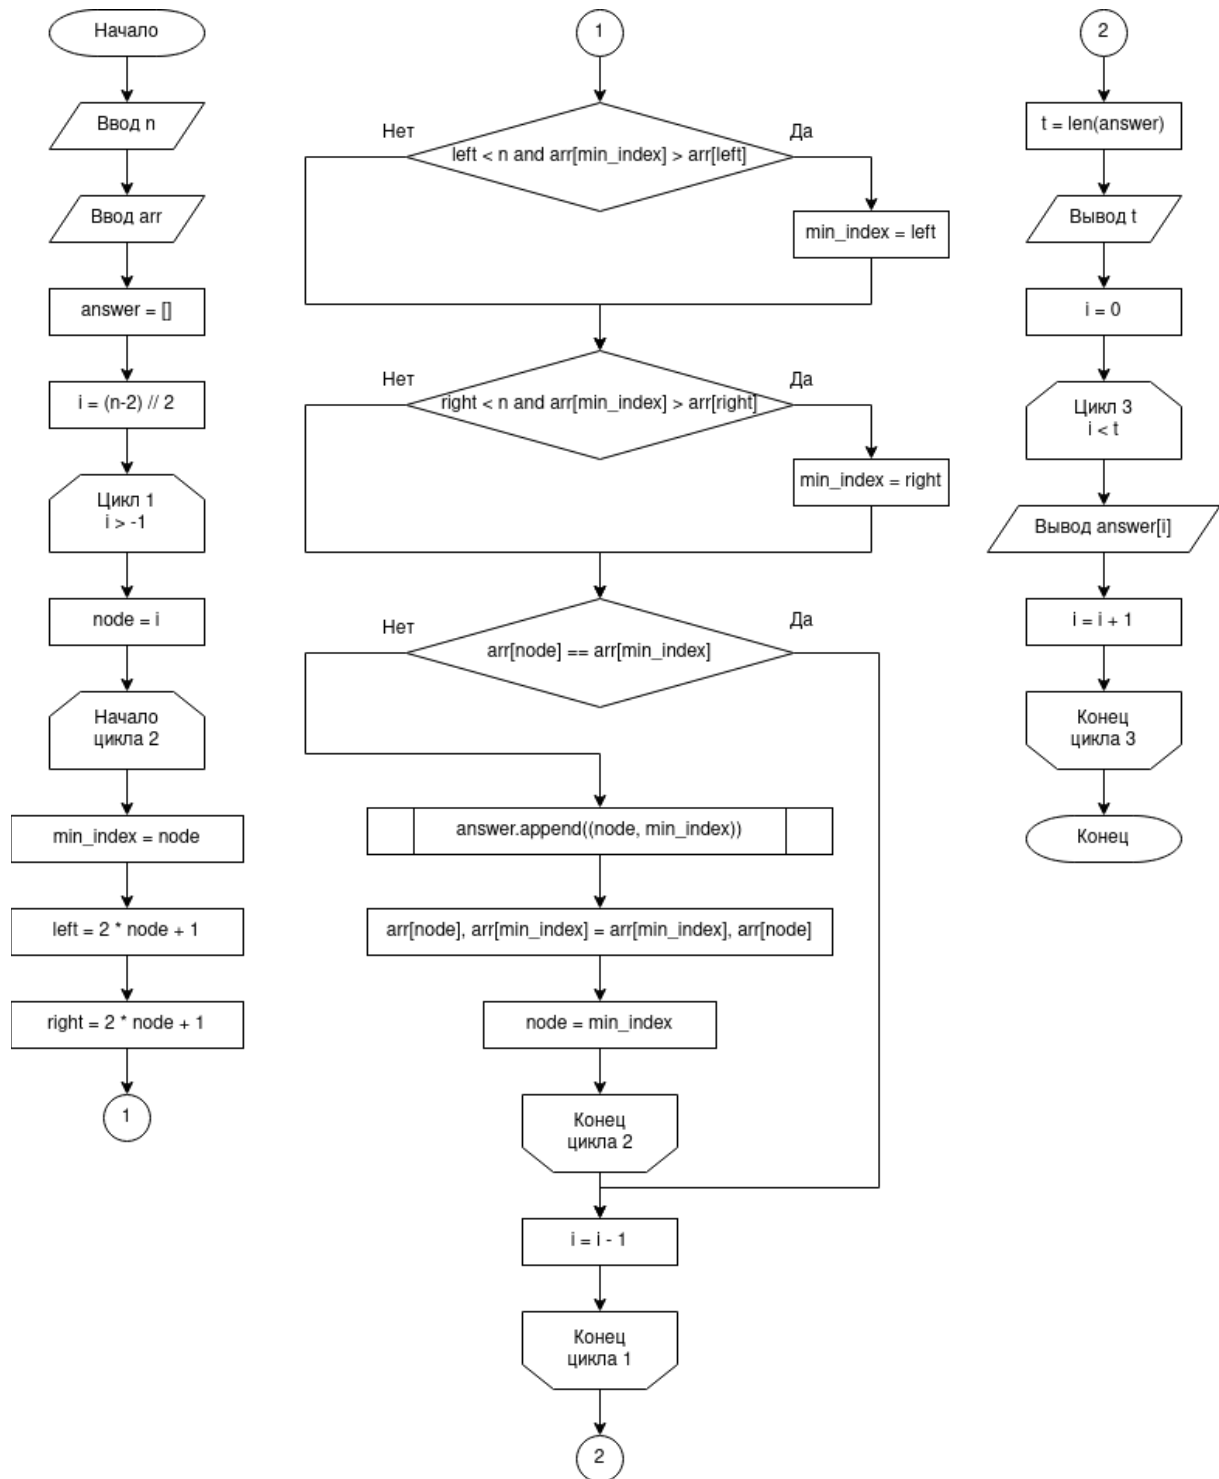 Начало
Ввод n
Ввод arr
answer = []
i = (n-2) // 2
Цикл 1
i > -1
node = i
Начало
цикла 2
min_index = node
left = 2 * node + 1
right = 2 * node + 1
1
1
Нет
Да
left < n and arr[min_index] > arr[left]
min_index = left
Нет
Да
right < n and arr[min_index] > arr[right]
min_index = right
Нет
Да
arr[node] == arr[min_index]
answer.append((node, min_index))
arr[node], arr[min_index] = arr[min_index], arr[node]
node = min_index
Конец
цикла 2
i = i - 1
Конец
цикла 1
2
2
t = len(answer)
Вывод t
i = 0
Цикл 3
i < t
Вывод answer[i]
i = i + 1
Конец
цикла 3
Конец